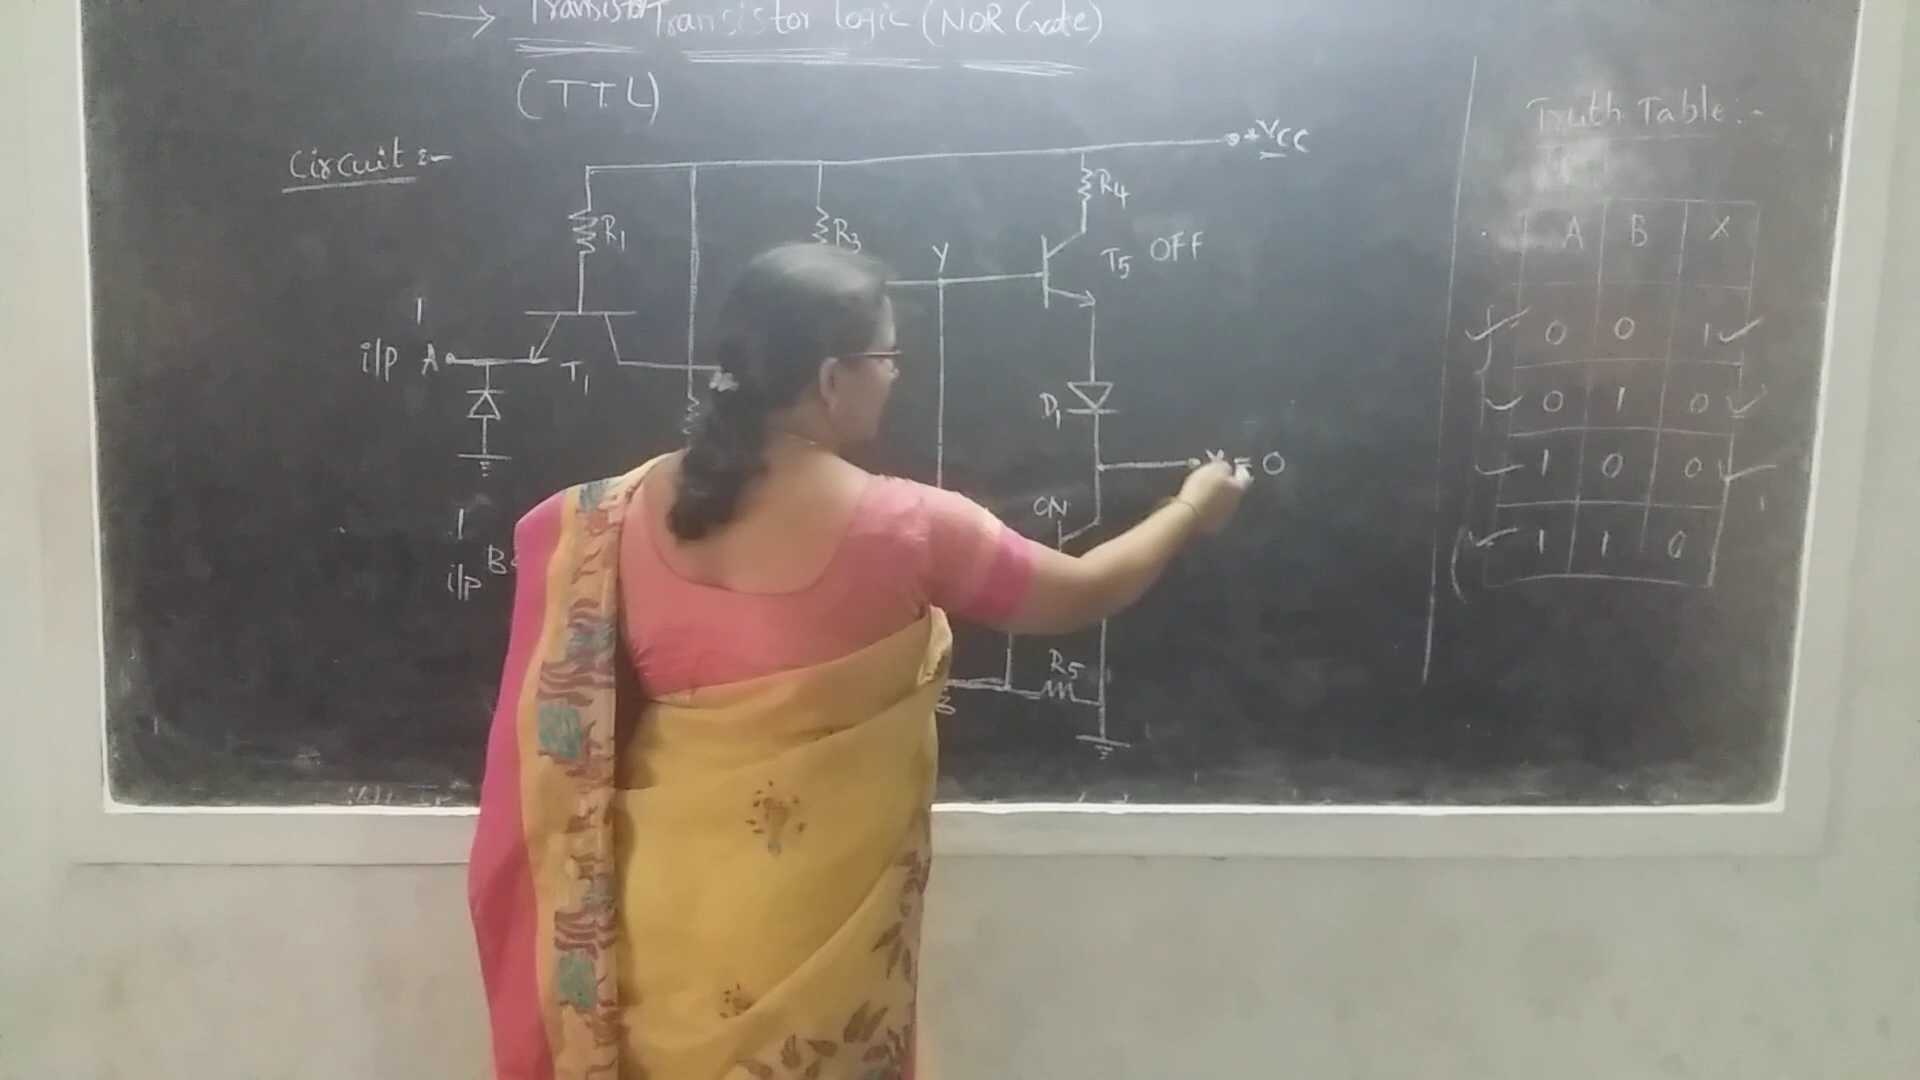 → Transistor Transistor logic (NOR Gate)
(TTL)
Circuit :-
+VCC
R1
R3
R4
Y
T5 OFF
1
i/p A
T1
D1
= 0
ON
1
i/p B
R5
Truth Table :-
A B X
0 0 1
0 1 0
1 0 0
1 1 0